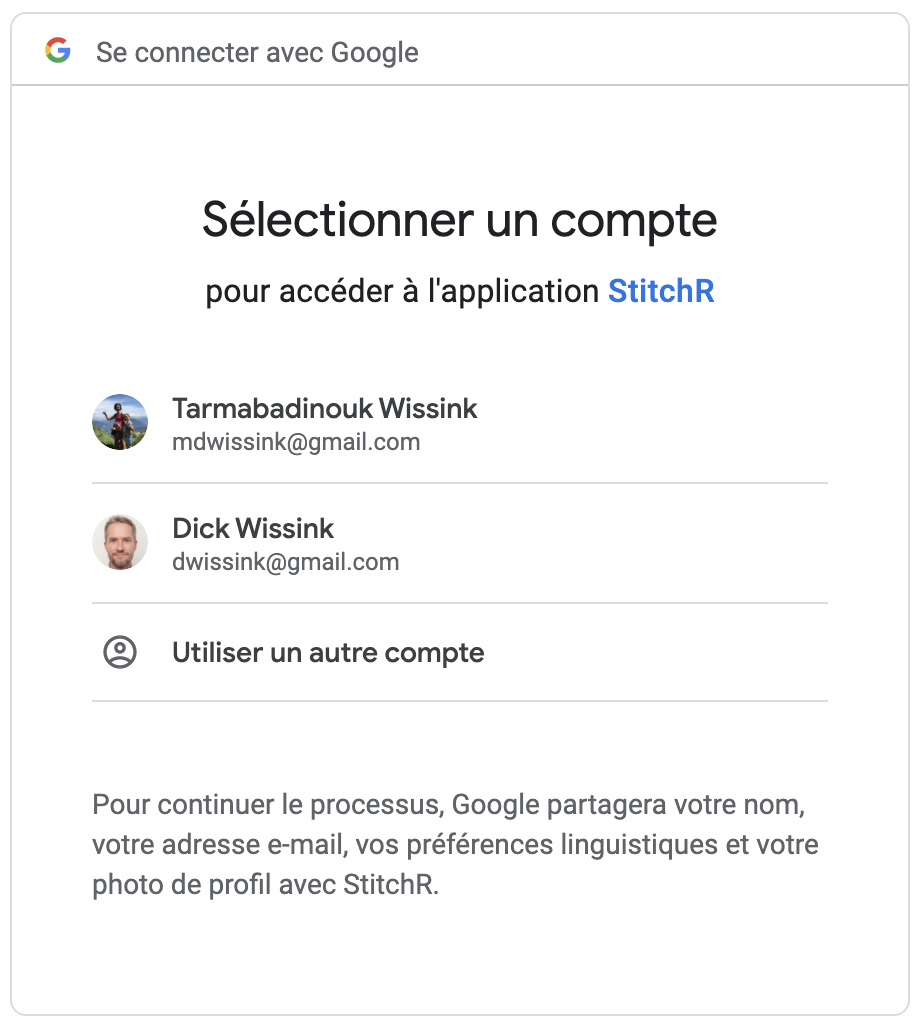 Se connecter avec Google
Sélectionner un compte
pour accéder à l'application StitchR
Tarmabadinouk Wissink
mdwissink@gmail.com
Dick Wissink
dwissink@gmail.com
Utiliser un autre compte
Pour continuer le processus, Google partagera votre nom,
votre adresse e-mail, vos préférences linguistiques et votre
photo de profil avec StitchR.